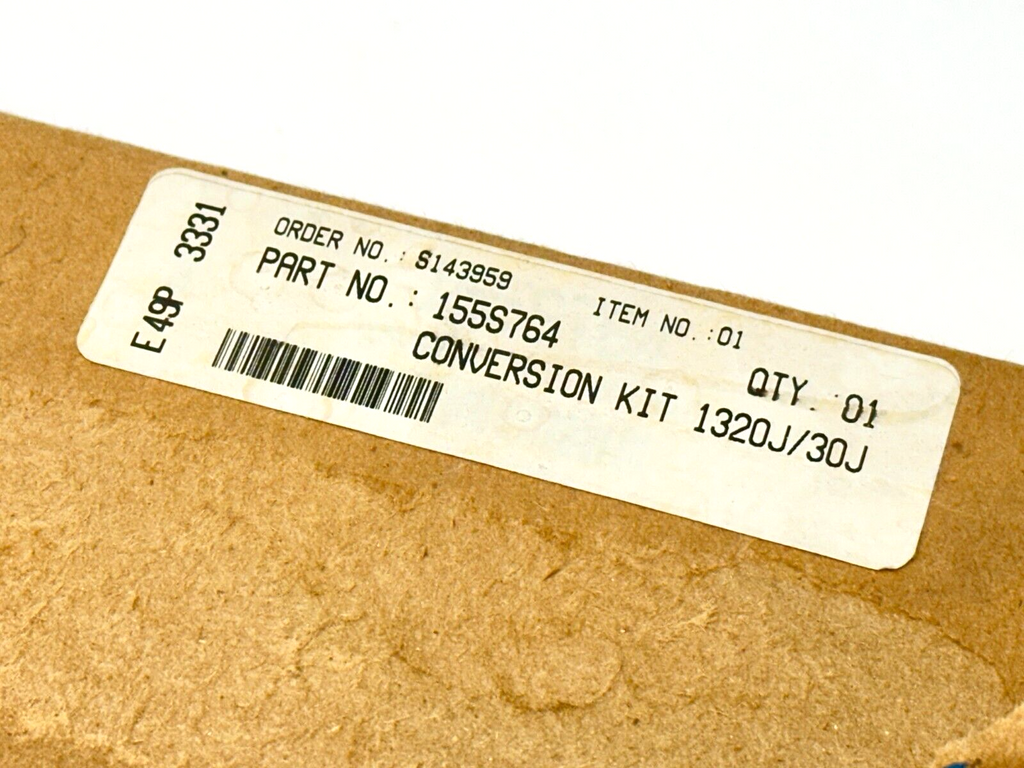 E49P 3331
ORDER NO.: S143959
ITEM NO.:01
PART NO.: 155S764
QTY. 01
CONVERSION KIT 1320J/30J